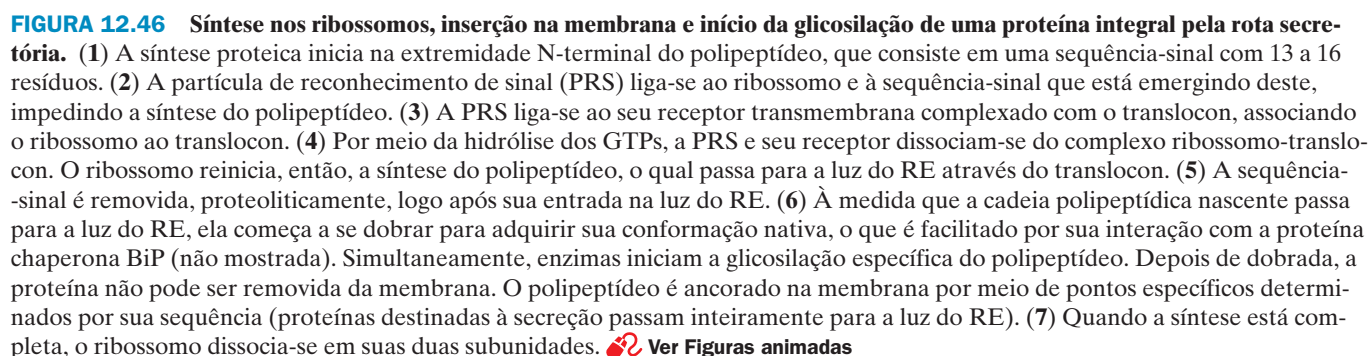 FIGURA 12.46 Síntese nos ribossomos, inserção na membrana e início da glicosilação de uma proteína integral pela rota secre-
tória. (1) A síntese proteica inicia na extremidade N-terminal do polipeptídeo, que consiste em uma sequência-sinal com 13 a 16
resíduos. (2) A partícula de reconhecimento de sinal (PRS) liga-se ao ribossomo e à sequência-sinal que está emergindo deste,
impedindo a síntese do polipeptídeo. (3) A PRS liga-se ao seu receptor transmembrana complexado com o translocon, associando
o ribossomo ao translocon. (4) Por meio da hidrólise dos GTPs, a PRS e seu receptor dissociam-se do complexo ribossomo-translo-
con. O ribossomo reinicia, então, a síntese do polipeptídeo, o qual passa para a luz do RE através do translocon. (5) A sequência-
-sinal é removida, proteoliticamente, logo após sua entrada na luz do RE. (6) À medida que a cadeia polipeptídica nascente passa
para a luz do RE, ela começa a se dobrar para adquirir sua conformação nativa, o que é facilitado por sua interação com a proteína
chaperona BiP (não mostrada). Simultaneamente, enzimas iniciam a glicosilação específica do polipeptídeo. Depois de dobrada, a
proteína não pode ser removida da membrana. O polipeptídeo é ancorado na membrana por meio de pontos específicos determi-
nados por sua sequência (proteínas destinadas à secreção passam inteiramente para a luz do RE). (7) Quando a síntese está com-
pleta, o ribossomo dissocia-se em suas duas subunidades. Ver Figuras animadas